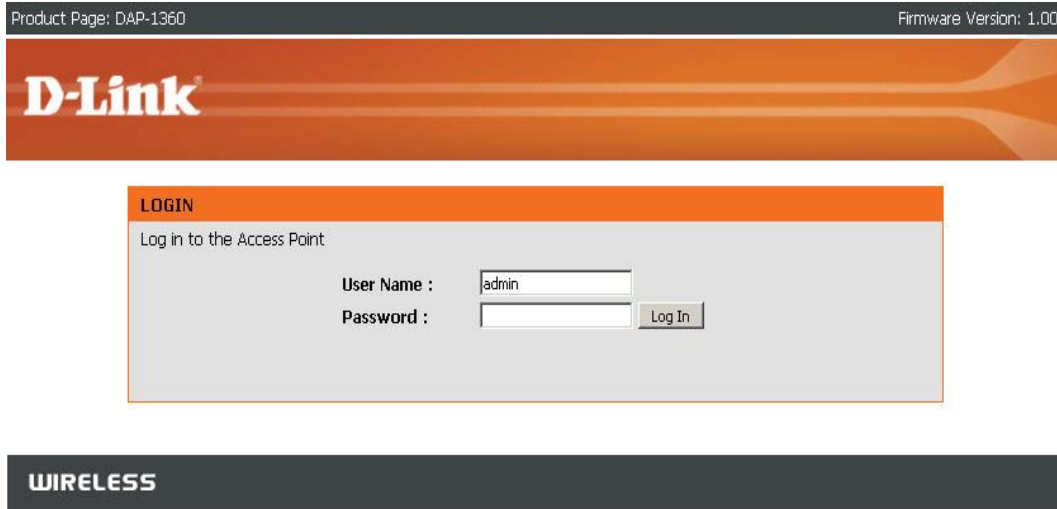 Product Page: DAP-1360 Firmware Version: 1.00
D-Link
LOGIN
Log in to the Access Point
User Name : admin
Password : Log In
WIRELESS